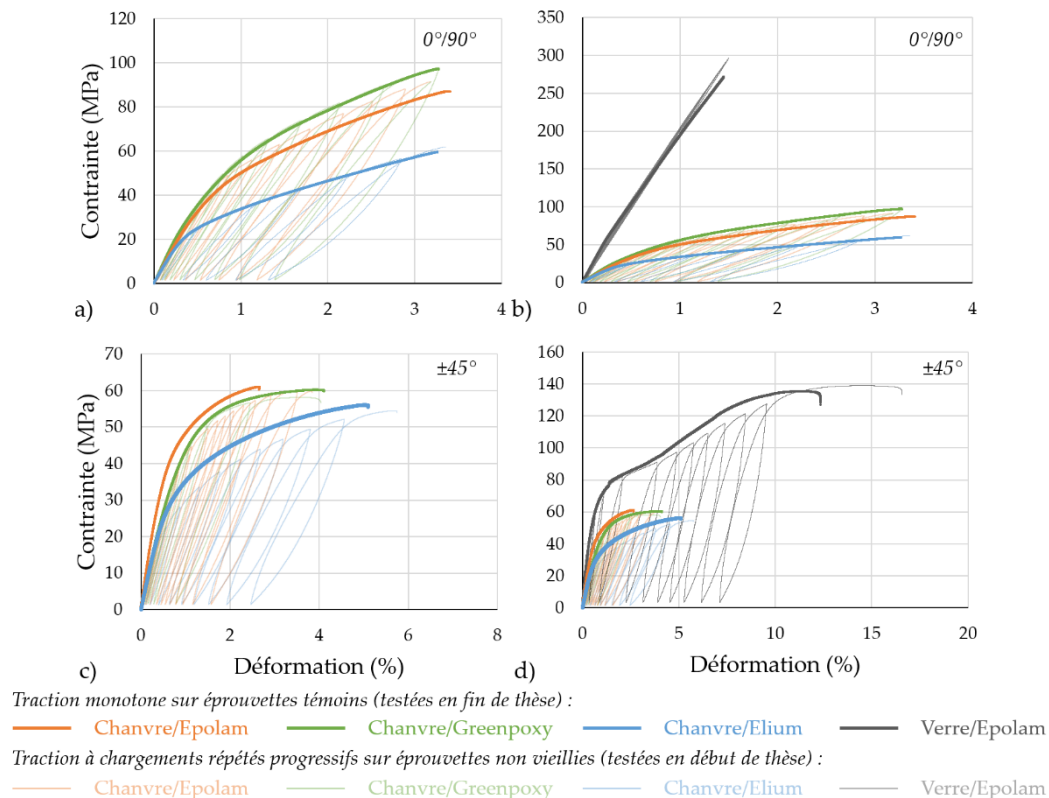 120
100
80
60
40
20
0
0 1 2 3 4
Contrainte (MPa)
0°/90°
a)
350
300
250
200
150
100
50
0
0 1 2 3 4
0°/90°
b)
70
60
50
40
30
20
10
0
0 2 4 6 8
Contrainte (MPa)
±45°
c)
Déformation (%)
160
140
120
100
80
60
40
20
0
0 5 10 15 20
±45°
d)
Déformation (%)
Traction monotone sur éprouvettes témoins (testées en fin de thèse) :
Chanvre/Epolam Chanvre/Greenpoxy Chanvre/Elium Verre/Epolam
Traction à chargements répétés progressifs sur éprouvettes non vieillies (testées en début de thèse) :
Chanvre/Epolam Chanvre/Greenpoxy Chanvre/Elium Verre/Epolam